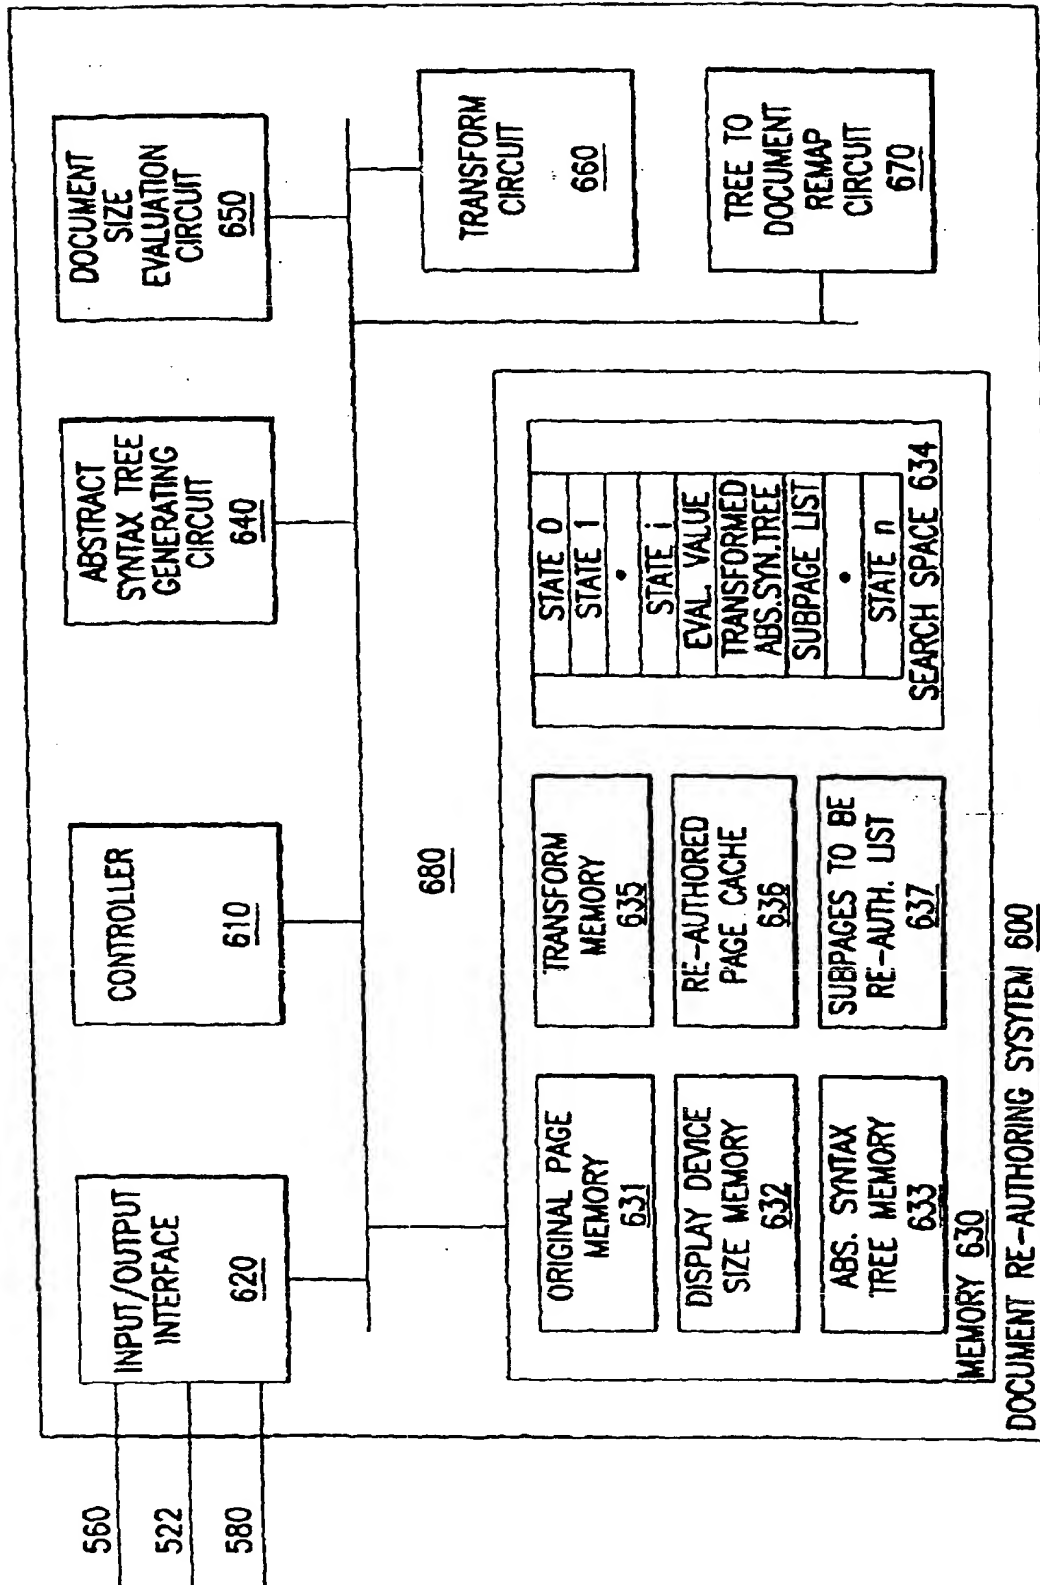 560
522
580
INPUT/OUTPUT
INTERFACE
620
CONTROLLER
610
ABSTRACT
SYNTAX TREE
GENERATING
CIRCUIT
640
DOCUMENT
SIZE
EVALUATION
CIRCUIT
650
680
TRANSFORM
CIRCUIT
660
TREE TO
DOCUMENT
REMAP
CIRCUIT
670
ORIGINAL PAGE
MEMORY
631
DISPLAY DEVICE
SIZE MEMORY
632
ABS. SYNTAX
TREE MEMORY
633
TRANSFORM
MEMORY
635
RE-AUTHORED
PAGE CACHE
636
SUBPAGES TO BE
RE-AUTH. LIST
637
STATE 0
STATE 1
•
STATE i
EVAL. VALUE
TRANSFORMED
ABS.SYN.TREE
SUBPAGE LIST
•
STATE n
SEARCH SPACE 634
MEMORY 630
DOCUMENT RE-AUTHORING SYSYTEM 600